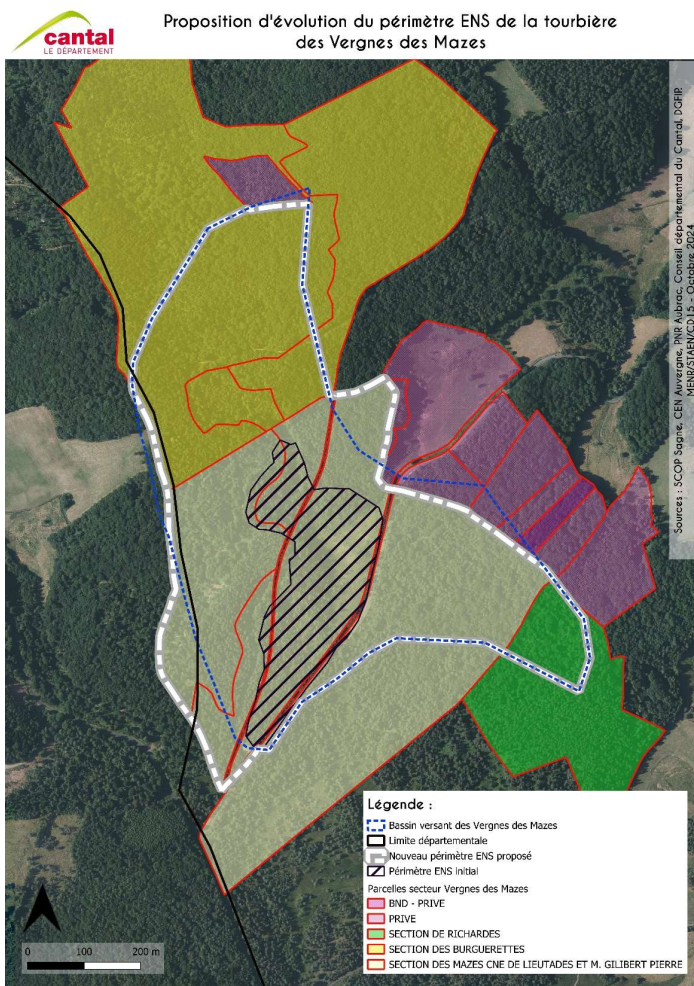 cantal
LE DÉPARTEMENT
Proposition d'évolution du périmètre ENS de la tourbière
des Vergnes des Mazes
Sources : SCOP Sagne, CEN Auvergne, PNR Aubrac, Conseil départemental du Cantal, DGFIP,
MENR/STAEN/CD15 - Octobre 2024
Légende :
Bassin versant des Vergnes des Mazes
Limite départementale
Nouveau périmètre ENS proposé
Périmètre ENS initial
Parcelles secteur Vergnes des Mazes
BND - PRIVE
PRIVE
SECTION DE RICHARDES
SECTION DES BURGUERETTES
SECTION DES MAZES CNE DE LIEUTADES ET M. GILIBERT PIERRE
0 100 200 m